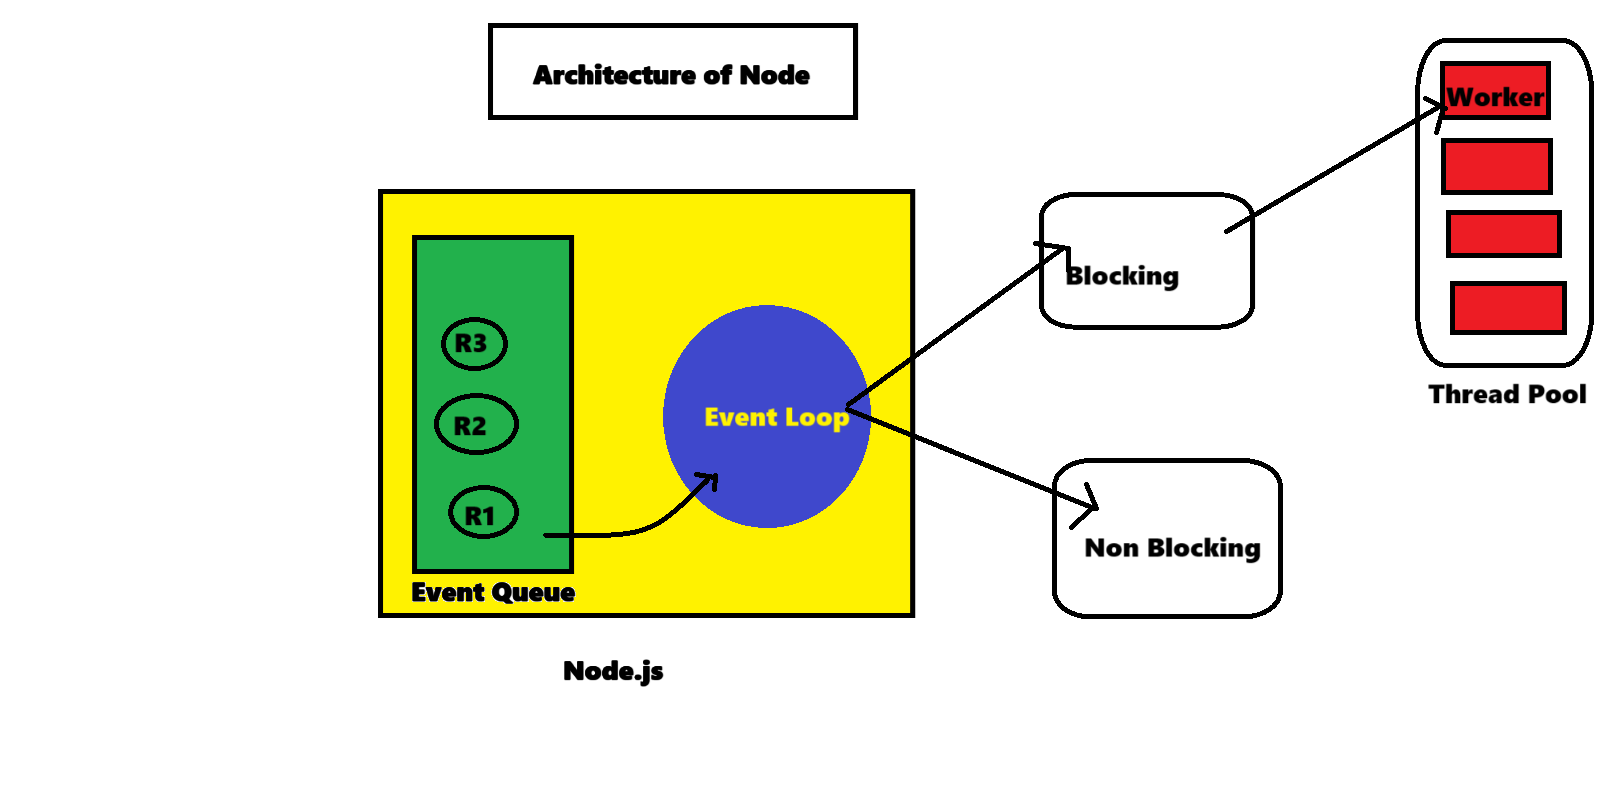 Architecture of Node
Worker
Blocking
R3
Thread Pool
Event Loop
R2
R1
Non Blocking
Event Queue
Node.js